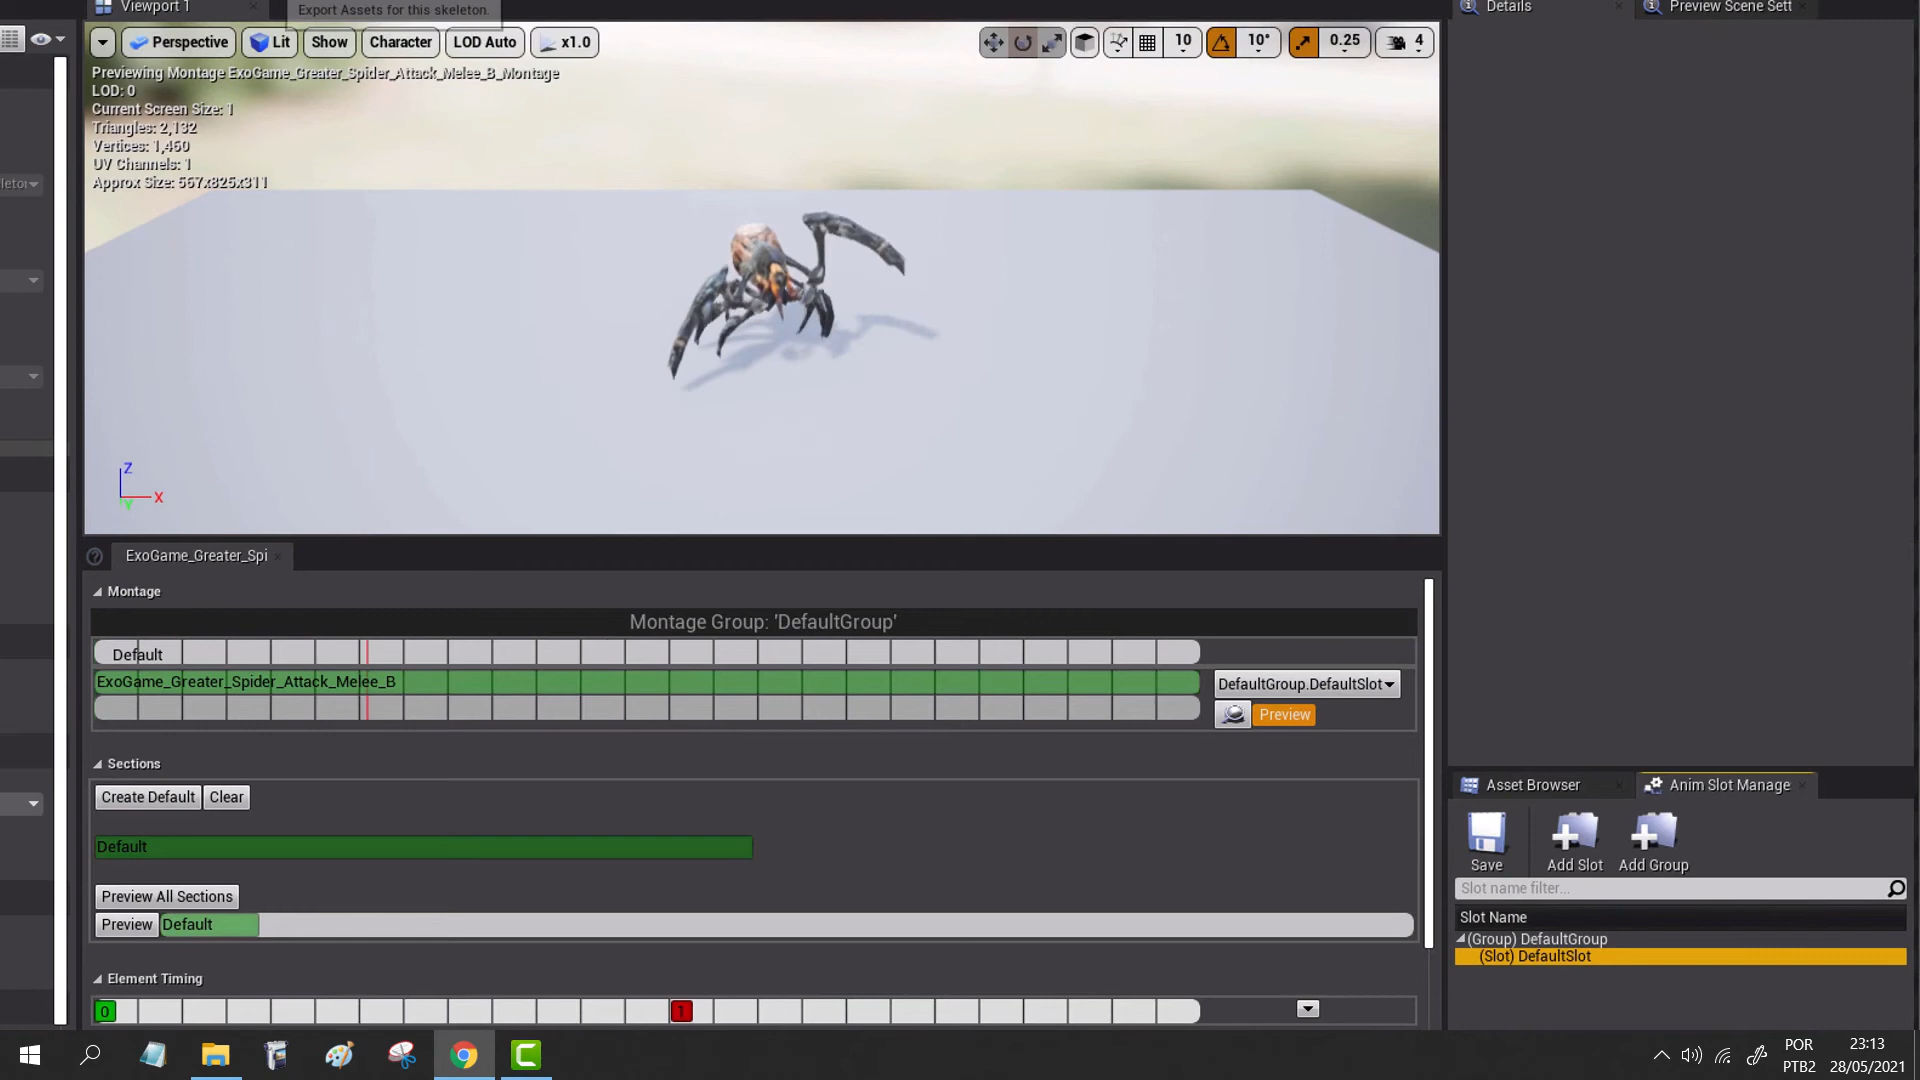 Viewport 1
Export Assets for this skeleton.
Details
Preview Scene Sett
Perspective
Lit
Show
Character
LOD Auto
x1.0
10
10°
0.25
4
Previewing Montage ExoGame_Greater_Spider_Attack_Melee_B_Montage
LOD: 0
Current Screen Size: 1
Triangles: 2,132
Vertices: 1,460
UV Channels: 1
Approx Size: 567x825x311
Z
X
Y
ExoGame_Greater_Spi
Montage
Montage Group: 'DefaultGroup'
Default
ExoGame_Greater_Spider_Attack_Melee_B
DefaultGroup.DefaultSlot
Preview
Sections
Create Default
Clear
Default
Preview All Sections
Preview
Default
Element Timing
0
1
Asset Browser
Anim Slot Manage
Save
Add Slot
Add Group
Slot name filter...
Slot Name
(Group) DefaultGroup
(Slot) DefaultSlot
POR
PTB2
23:13
28/05/2021